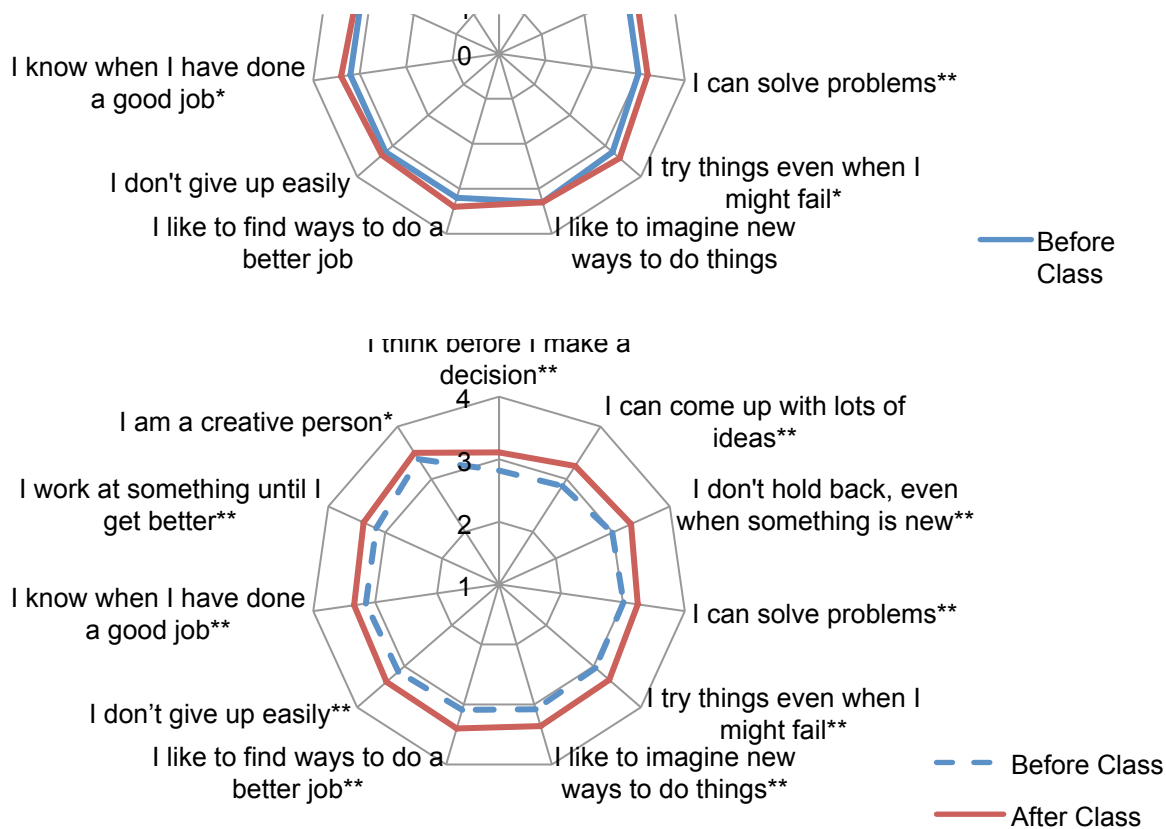 0
I know when I have done
a good job*
I can solve problems**
I don't give up easily
I try things even when I
might fail*
I like to find ways to do a
better job
I like to imagine new
ways to do things
Before
Class
I think before I make a
decision**
4
I am a creative person*
I can come up with lots of
ideas**
3
I work at something until I
get better**
I don't hold back, even
when something is new**
2
1
I know when I have done
a good job**
I can solve problems**
I don’t give up easily**
I try things even when I
might fail**
I like to find ways to do a
better job**
I like to imagine new
ways to do things**
Before Class
After Class